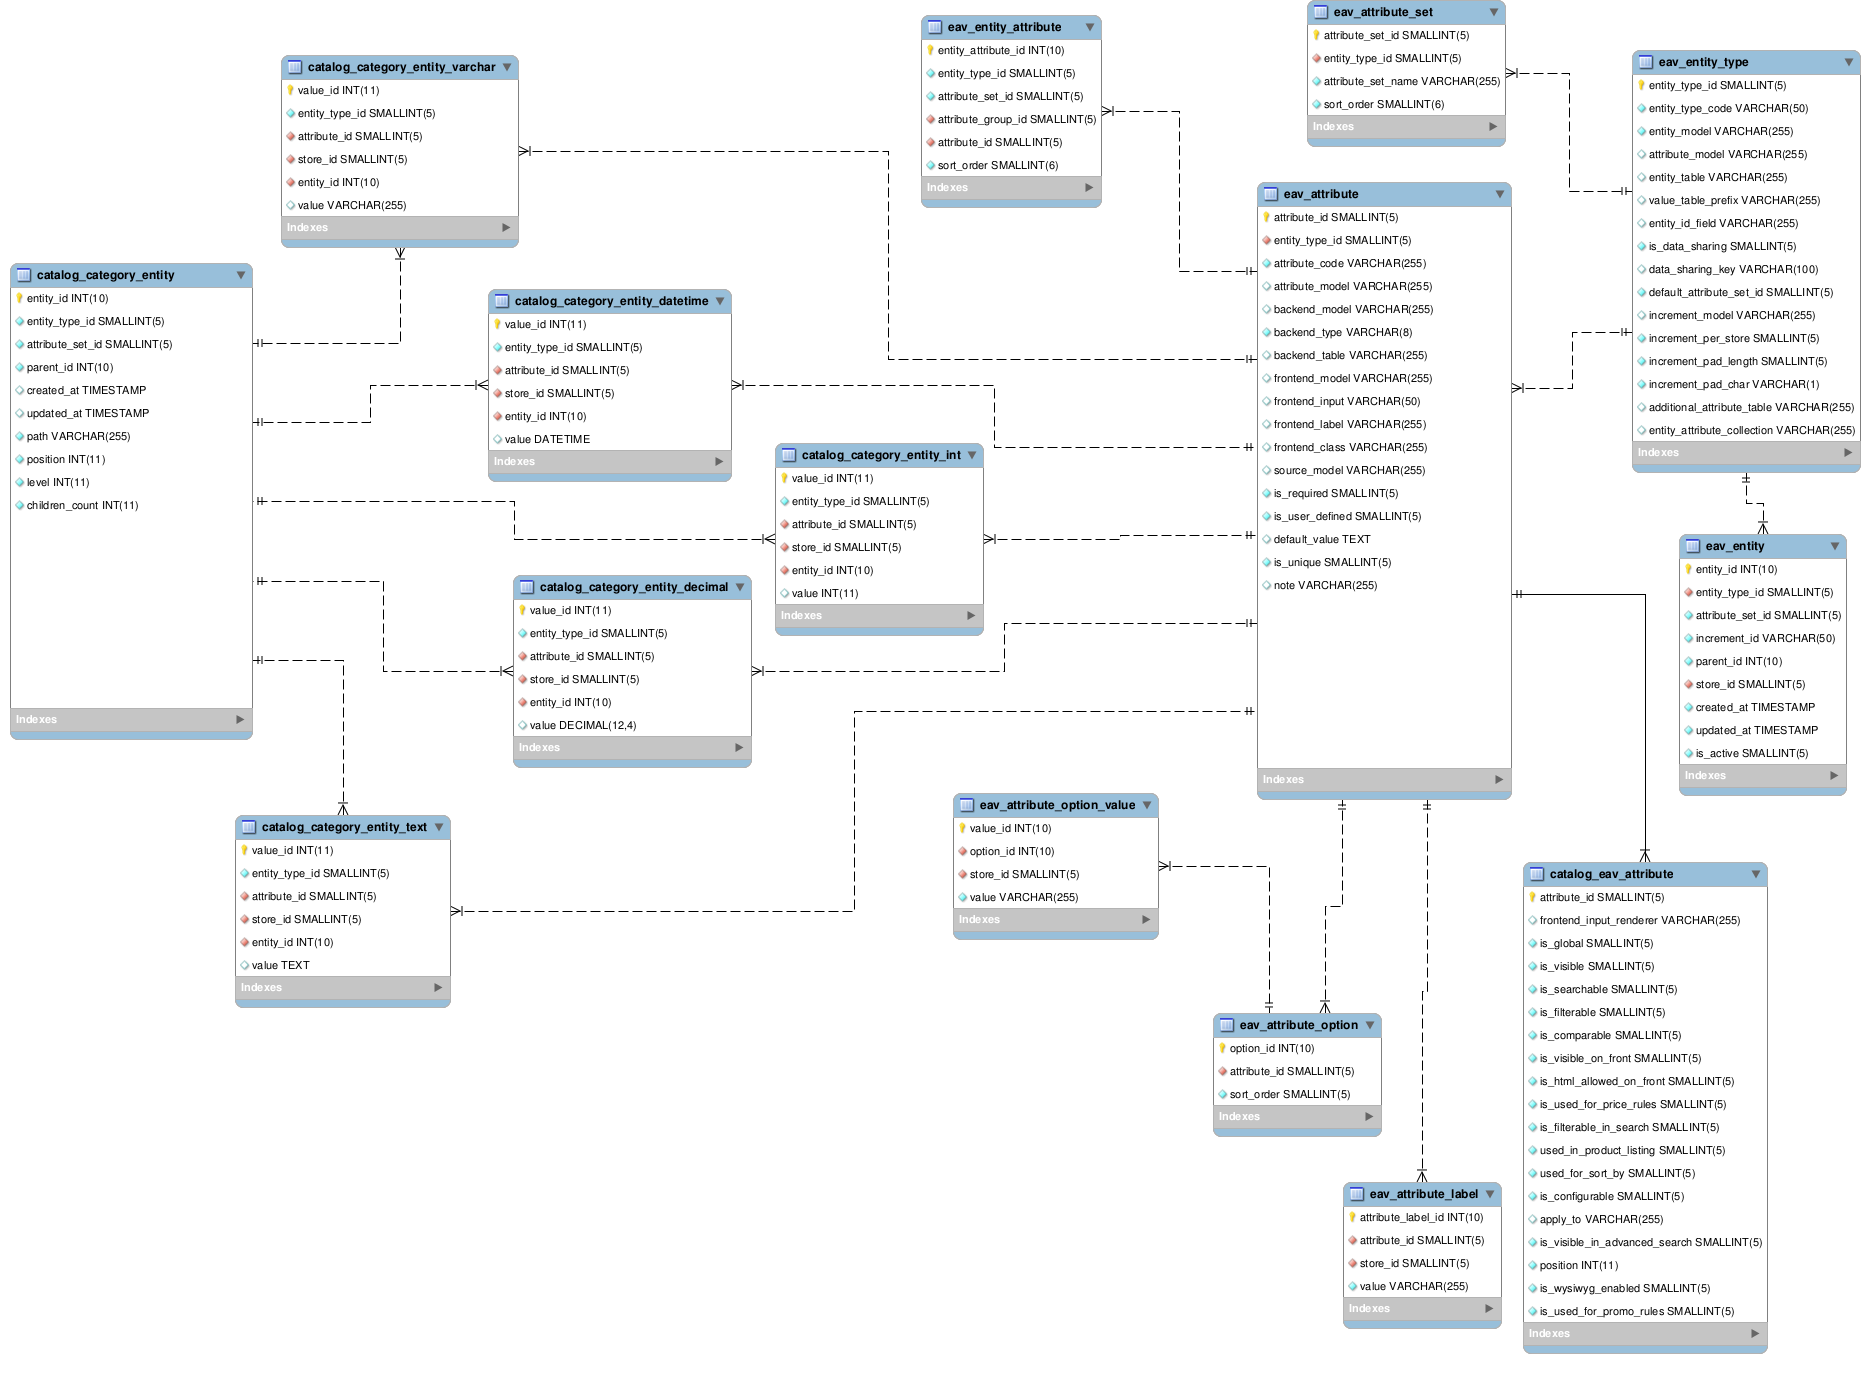 catalog_category_entity_varchar
value_id INT(11)
entity_type_id SMALLINT(5)
attribute_id SMALLINT(5)
store_id SMALLINT(5)
entity_id INT(10)
value VARCHAR(255)
Indexes
catalog_category_entity
entity_id INT(10)
entity_type_id SMALLINT(5)
attribute_set_id SMALLINT(5)
parent_id INT(10)
created_at TIMESTAMP
updated_at TIMESTAMP
path VARCHAR(255)
position INT(11)
level INT(11)
children_count INT(11)
Indexes
catalog_category_entity_datetime
value_id INT(11)
entity_type_id SMALLINT(5)
attribute_id SMALLINT(5)
store_id SMALLINT(5)
entity_id INT(10)
value DATETIME
Indexes
catalog_category_entity_int
value_id INT(11)
entity_type_id SMALLINT(5)
attribute_id SMALLINT(5)
store_id SMALLINT(5)
entity_id INT(10)
value INT(11)
Indexes
catalog_category_entity_decimal
value_id INT(11)
entity_type_id SMALLINT(5)
attribute_id SMALLINT(5)
store_id SMALLINT(5)
entity_id INT(10)
value DECIMAL(12,4)
Indexes
catalog_category_entity_text
value_id INT(11)
entity_type_id SMALLINT(5)
attribute_id SMALLINT(5)
store_id SMALLINT(5)
entity_id INT(10)
value TEXT
Indexes
eav_entity_attribute
entity_attribute_id INT(10)
entity_type_id SMALLINT(5)
attribute_set_id SMALLINT(5)
attribute_group_id SMALLINT(5)
attribute_id SMALLINT(5)
sort_order SMALLINT(6)
Indexes
eav_attribute_set
attribute_set_id SMALLINT(5)
entity_type_id SMALLINT(5)
attribute_set_name VARCHAR(255)
sort_order SMALLINT(6)
Indexes
eav_entity_type
entity_type_id SMALLINT(5)
entity_type_code VARCHAR(50)
entity_model VARCHAR(255)
attribute_model VARCHAR(255)
entity_table VARCHAR(255)
value_table_prefix VARCHAR(255)
entity_id_field VARCHAR(255)
is_data_sharing SMALLINT(5)
data_sharing_key VARCHAR(100)
default_attribute_set_id SMALLINT(5)
increment_model VARCHAR(255)
increment_per_store SMALLINT(5)
increment_pad_length SMALLINT(5)
increment_pad_char VARCHAR(1)
additional_attribute_table VARCHAR(255)
entity_attribute_collection VARCHAR(255)
Indexes
eav_attribute
attribute_id SMALLINT(5)
entity_type_id SMALLINT(5)
attribute_code VARCHAR(255)
attribute_model VARCHAR(255)
backend_model VARCHAR(255)
backend_type VARCHAR(8)
backend_table VARCHAR(255)
frontend_model VARCHAR(255)
frontend_input VARCHAR(50)
frontend_label VARCHAR(255)
frontend_class VARCHAR(255)
source_model VARCHAR(255)
is_required SMALLINT(5)
is_user_defined SMALLINT(5)
default_value TEXT
is_unique SMALLINT(5)
note VARCHAR(255)
Indexes
eav_entity
entity_id INT(10)
entity_type_id SMALLINT(5)
attribute_set_id SMALLINT(5)
increment_id VARCHAR(50)
parent_id INT(10)
store_id SMALLINT(5)
created_at TIMESTAMP
updated_at TIMESTAMP
is_active SMALLINT(5)
Indexes
eav_attribute_option_value
value_id INT(10)
option_id INT(10)
store_id SMALLINT(5)
value VARCHAR(255)
Indexes
eav_attribute_option
option_id INT(10)
attribute_id SMALLINT(5)
sort_order SMALLINT(5)
Indexes
eav_attribute_label
attribute_label_id INT(10)
attribute_id SMALLINT(5)
store_id SMALLINT(5)
value VARCHAR(255)
Indexes
catalog_eav_attribute
attribute_id SMALLINT(5)
frontend_input_renderer VARCHAR(255)
is_global SMALLINT(5)
is_visible SMALLINT(5)
is_searchable SMALLINT(5)
is_filterable SMALLINT(5)
is_comparable SMALLINT(5)
is_visible_on_front SMALLINT(5)
is_html_allowed_on_front SMALLINT(5)
is_used_for_price_rules SMALLINT(5)
is_filterable_in_search SMALLINT(5)
used_in_product_listing SMALLINT(5)
used_for_sort_by SMALLINT(5)
is_configurable SMALLINT(5)
apply_to VARCHAR(255)
is_visible_in_advanced_search SMALLINT(5)
position INT(11)
is_wysiwyg_enabled SMALLINT(5)
is_used_for_promo_rules SMALLINT(5)
Indexes